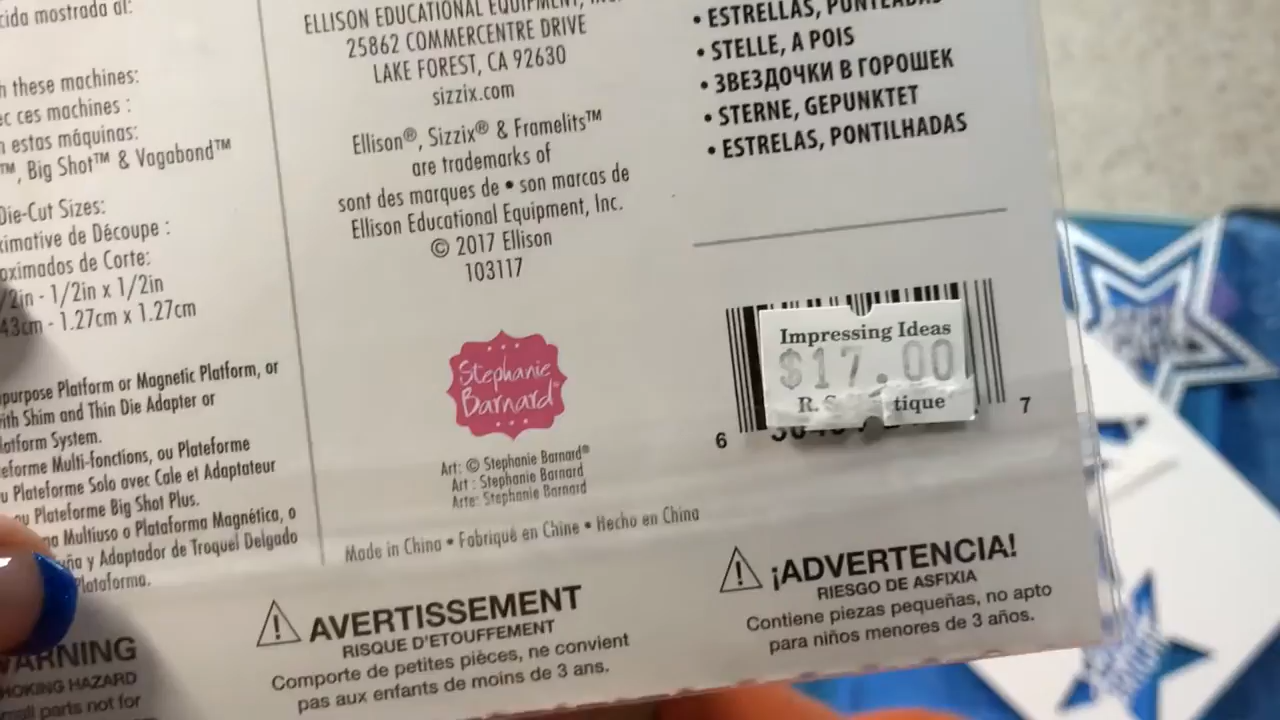 cida mostrada al:
h these machines:
ec ces machines :
n estas máquinas:
™, Big Shot™ & Vagabond™
Die-Cut Sizes:
ximative de Découpe :
oximados de Corte:
/2in - 1/2in x 1/2in
43cm - 1.27cm x 1.27cm
purpose Platform or Magnetic Platform, or
ith Shim and Thin Die Adapter or
latform System.
eforme Multi-fonctions, ou Plateforme
u Plateforme Solo avec Cale et Adaptateur
ou Plateforme Big Shot Plus.
na Multiuso o Plataforma Magnética, o
uña y Adaptador de Troquel Delgado
Plataforma.
ELLISON EDUCATIONAL EQUIPMENT, INC.
25862 COMMERCENTRE DRIVE
LAKE FOREST, CA 92630
sizzix.com
Ellison®, Sizzix® & Framelits™
are trademarks of
sont des marques de • son marcas de
Ellison Educational Equipment, Inc.
© 2017 Ellison
103117
Stephanie
Barnard
Art: © Stephanie Barnard®
Art : Stephanie Barnard
Arte: Stephanie Barnard
Made in China • Fabriqué en Chine • Hecho en China
• ESTRELLAS, PUNTEADAS
• STELLE, A POIS
• ЗВЕЗДОЧКИ В ГОРОШЕК
• STERNE, GEPUNKTET
• ESTRELAS, PONTILHADAS
Impressing Ideas
$17.00
R.S tique
6 7
WARNING
HOKING HAZARD
mall parts not for
AVERTISSEMENT
RISQUE D'ETOUFFEMENT
Comporte de petites pièces, ne convient
pas aux enfants de moins de 3 ans.
¡ADVERTENCIA!
RIESGO DE ASFIXIA
Contiene piezas pequeñas, no apto
para niños menores de 3 años.